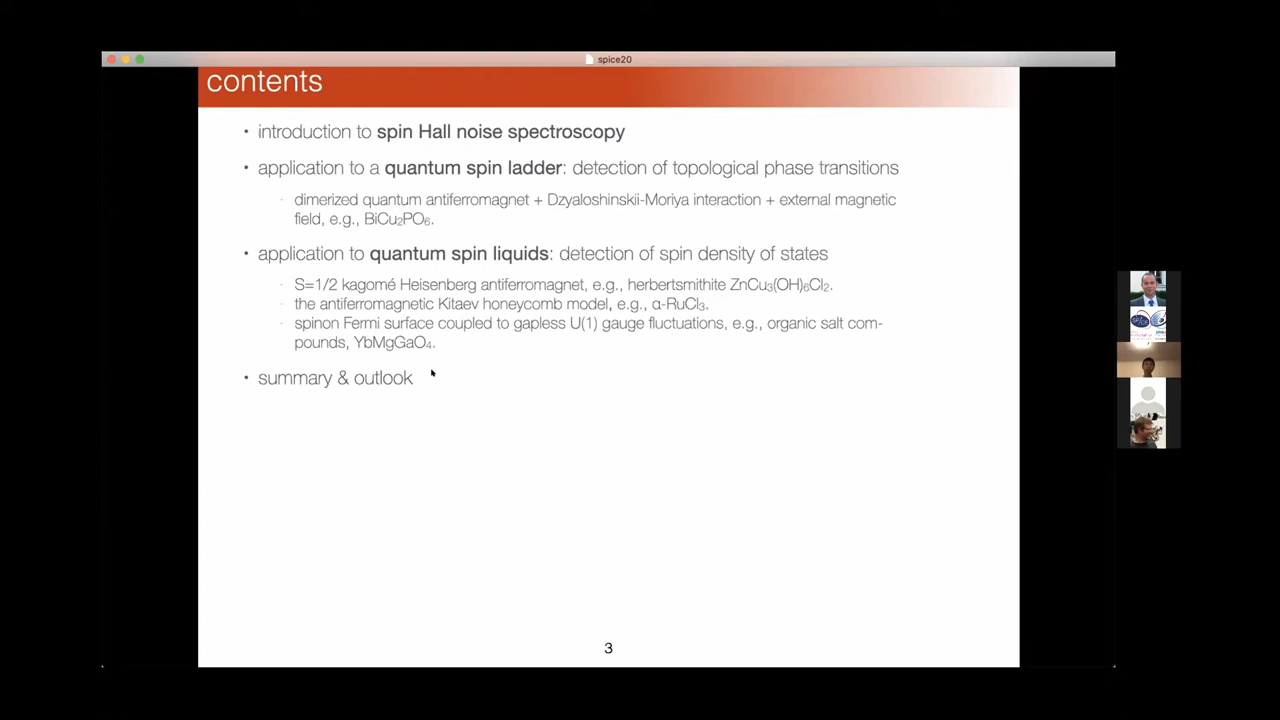 spice20
contents
• introduction to spin Hall noise spectroscopy
• application to a quantum spin ladder: detection of topological phase transitions
· dimerized quantum antiferromagnet + Dzyaloshinskii-Moriya interaction + external magnetic
field, e.g., BiCu₂PO₆.
• application to quantum spin liquids: detection of spin density of states
· S=1/2 kagomé Heisenberg antiferromagnet, e.g., herbertsmithite ZnCu₃(OH)₆Cl₂.
· the antiferromagnetic Kitaev honeycomb model, e.g., α-RuCl₃.
· spinon Fermi surface coupled to gapless U(1) gauge fluctuations, e.g., organic salt com-
pounds, YbMgGaO₄.
• summary & outlook
3